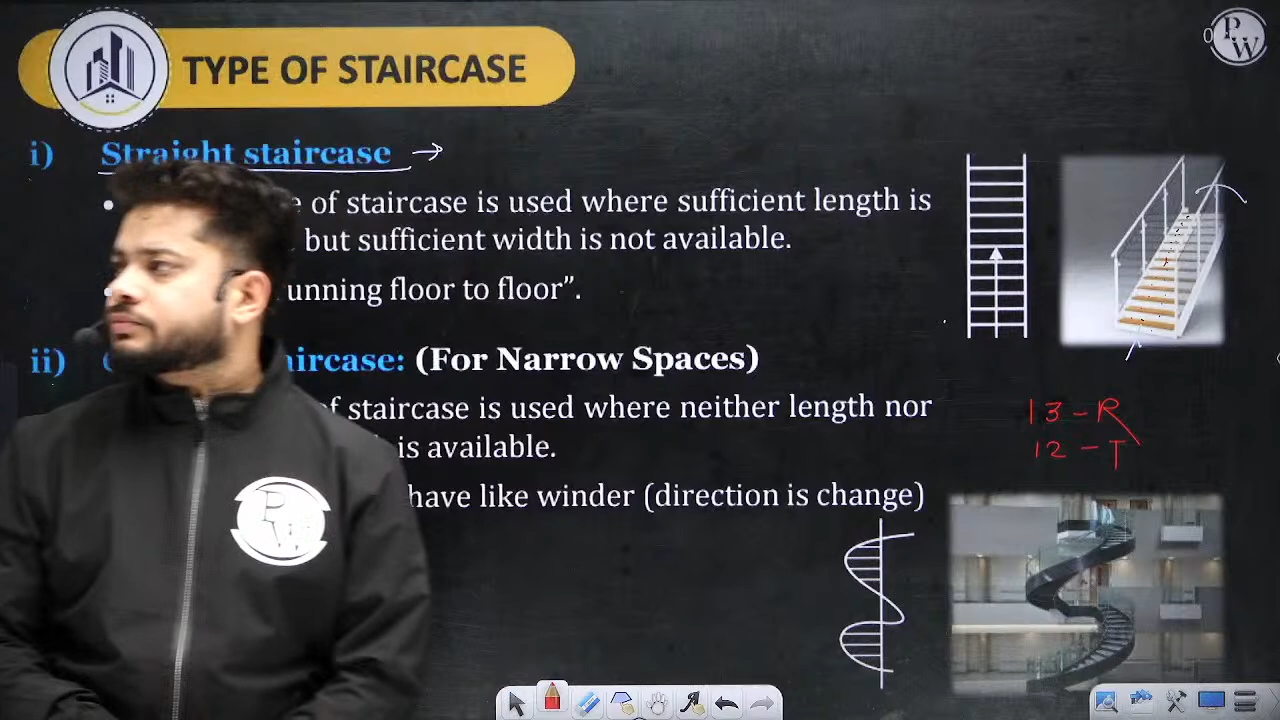 TYPE OF STAIRCASE
PW
i) Straight staircase →
• of staircase is used where sufficient length is
but sufficient width is not available.
floor to floor”.
ii) (For Narrow Spaces)
staircase is used where neither length nor
is available.
have like winder (direction is change)
13 - R
12 - T
PW